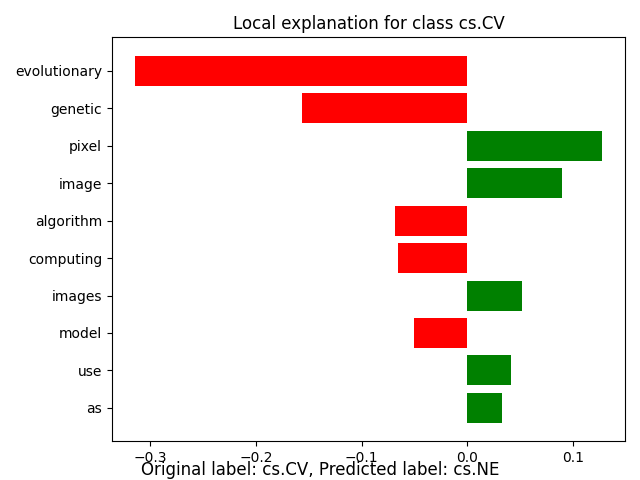 Local explanation for class cs.CV
evolutionary
genetic
pixel
image
algorithm
computing
images
model
use
as
−0.3 −0.2 −0.1 0.0 0.1
Original label: cs.CV, Predicted label: cs.NE